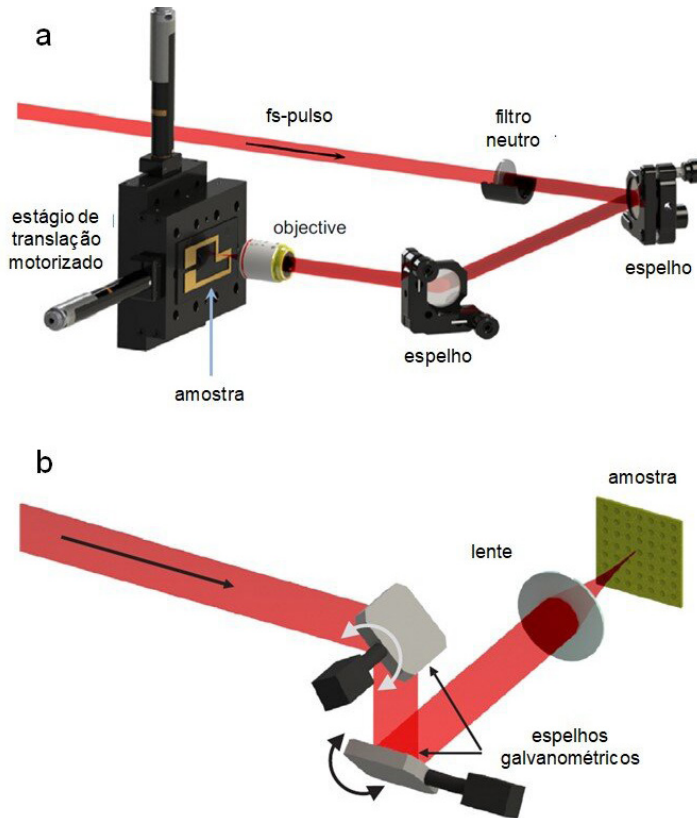 a
fs-pulso
filtro
neutro
estágio de
translação
motorizado
objective
espelho
espelho
amostra
b
amostra
lente
espelhos
galvanométricos